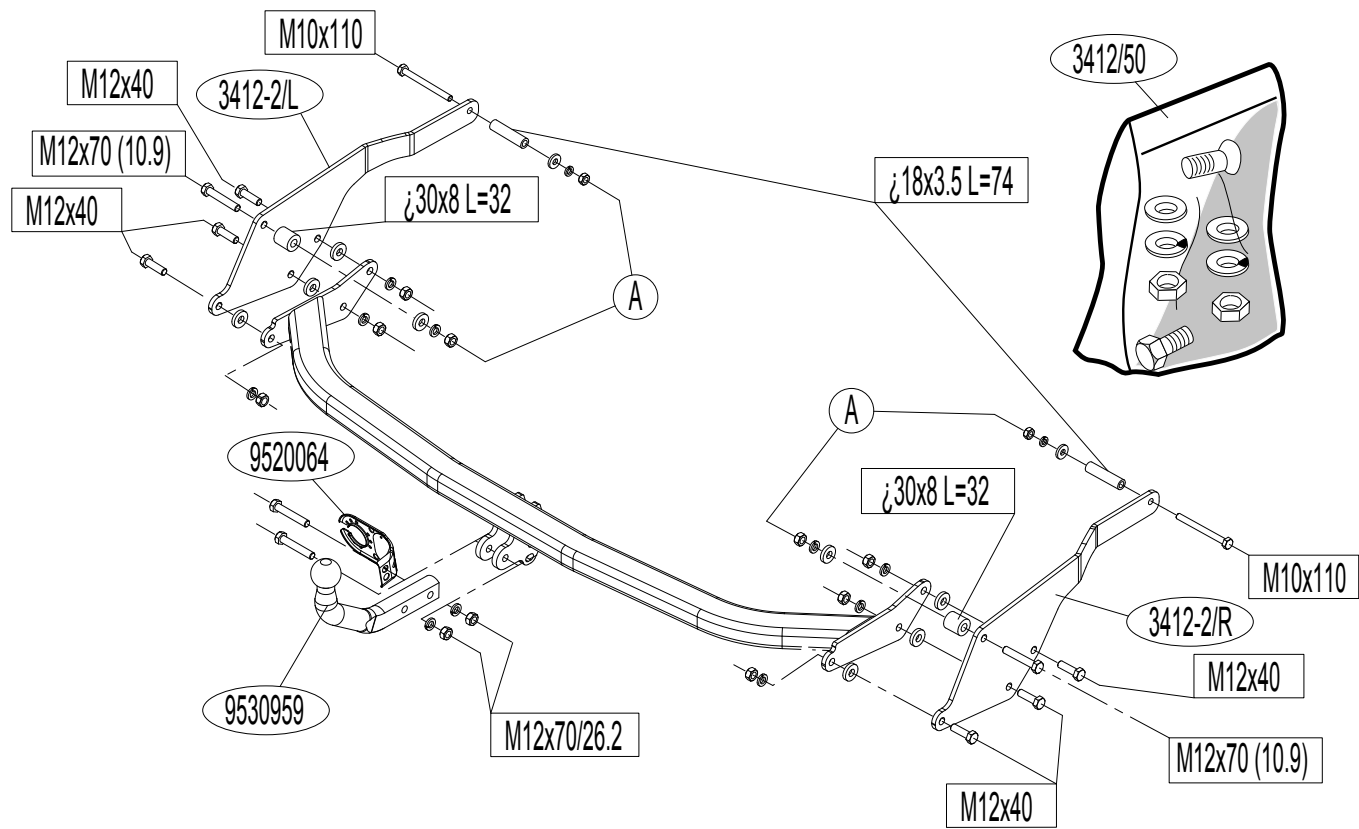 M10x110
3412/50
M12x40
3412-2/L
M12x70 (10.9)
¿18x3.5 L=74
¿30x8 L=32
M12x40
A
A
9520064
¿30x8 L=32
M10x110
3412-2/R
M12x40
9530959
M12x70/26.2
M12x70 (10.9)
M12x40